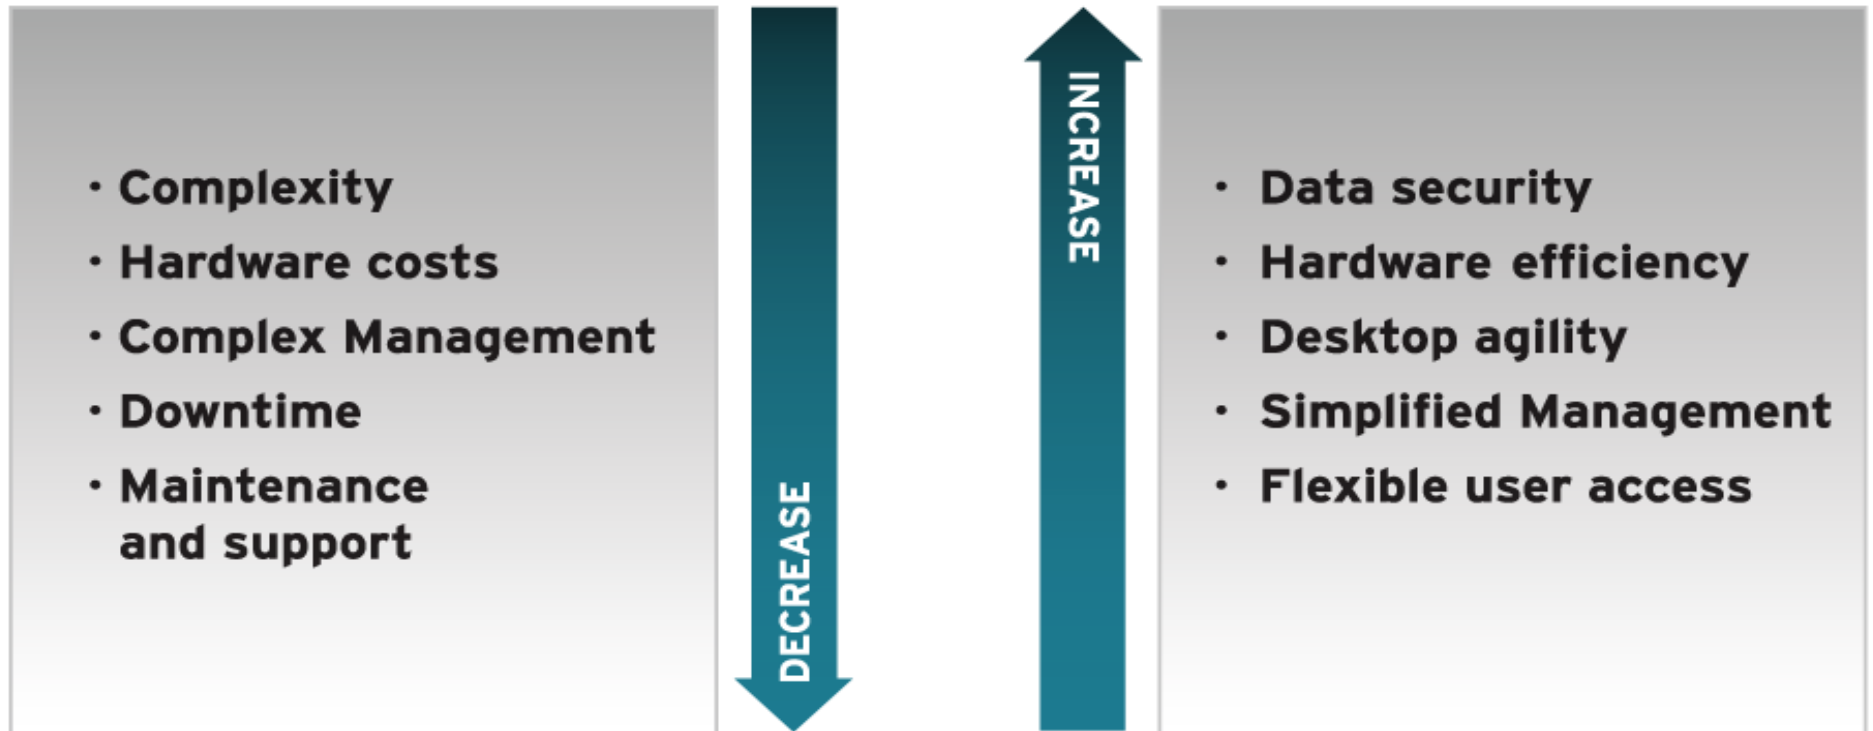 · Complexity
· Hardware costs
· Complex Management
· Downtime
· Maintenance
and support
DECREASE
INCREASE
· Data security
· Hardware efficiency
· Desktop agility
· Simplified Management
· Flexible user access